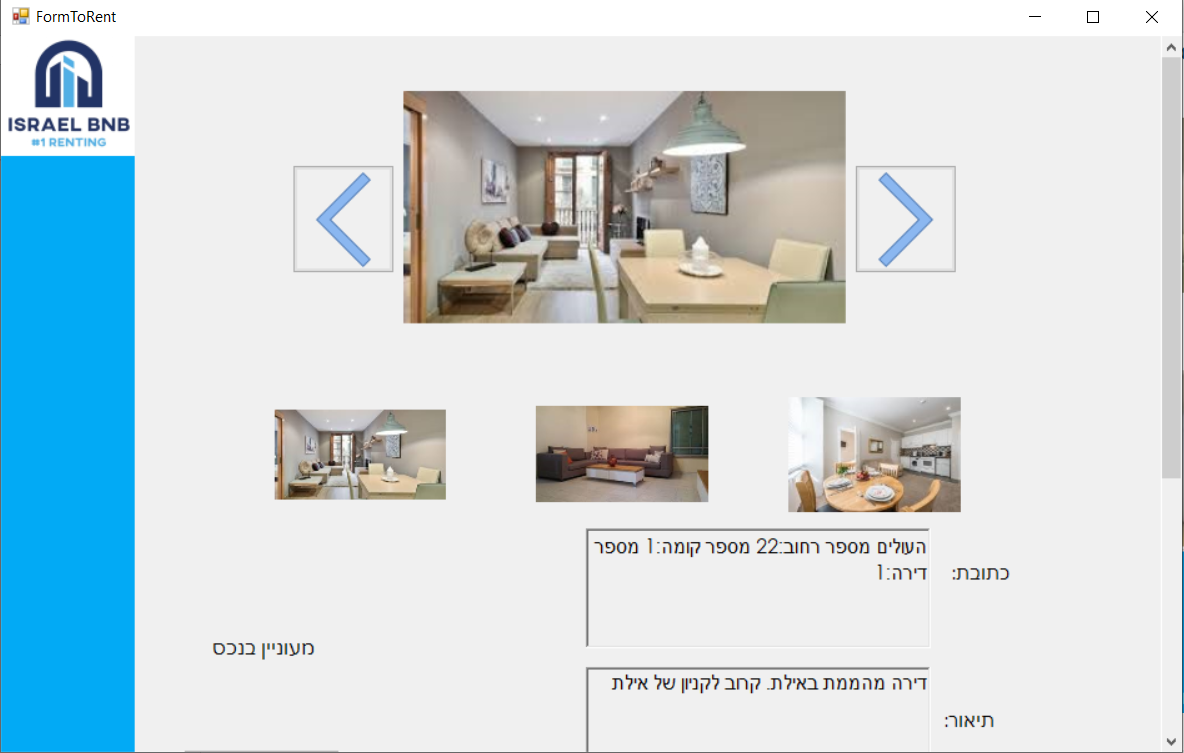 FormToRent
ISRAEL BNB
#1 RENTING
העולים מספר רחוב:22 מספר קומה:1 מספר
דירה:1
כתובת:
מעוניין בנכס
דירה מהממת באילת. קרוב לקניון של אילת
תיאור: